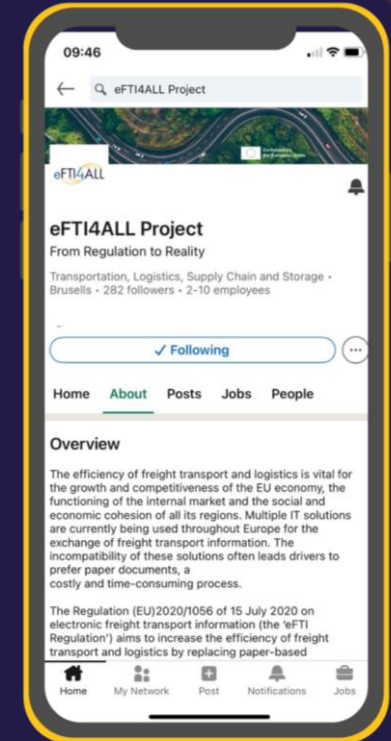 09:46
eFTI4ALL Project
Co-funded by
the European Union
eFTI4ALL
eFTI4ALL Project
From Regulation to Reality
Transportation, Logistics, Supply Chain and Storage •
Brusells • 282 followers • 2-10 employees
✓ Following
Home About Posts Jobs People
Overview
The efficiency of freight transport and logistics is vital for
the growth and competitiveness of the EU economy, the
functioning of the internal market and the social and
economic cohesion of all its regions. Multiple IT solutions
are currently being used throughout Europe for the
exchange of freight transport information. The
incompatibility of these solutions often leads drivers to
prefer paper documents, a
costly and time-consuming process.
The Regulation (EU)2020/1056 of 15 July 2020 on
electronic freight transport information (the 'eFTI
Regulation') aims to increase the efficiency of freight
transport and logistics by replacing paper-based
Home My Network Post Notifications Jobs